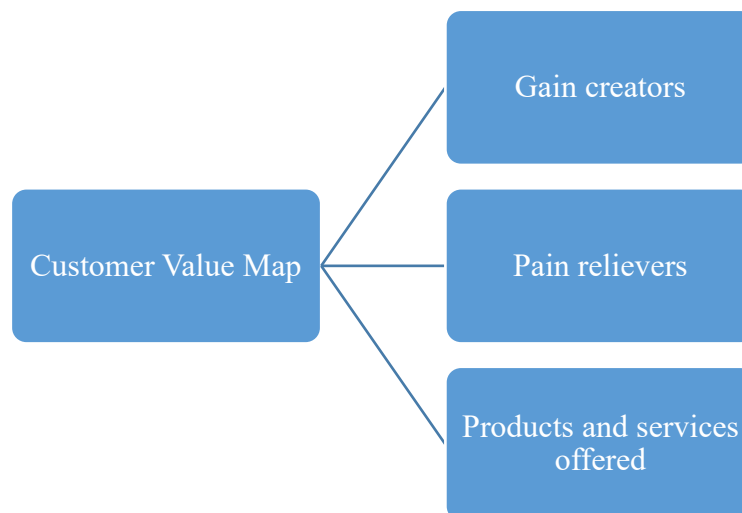 Gain creators
Customer Value Map
Pain relievers
Products and services
offered